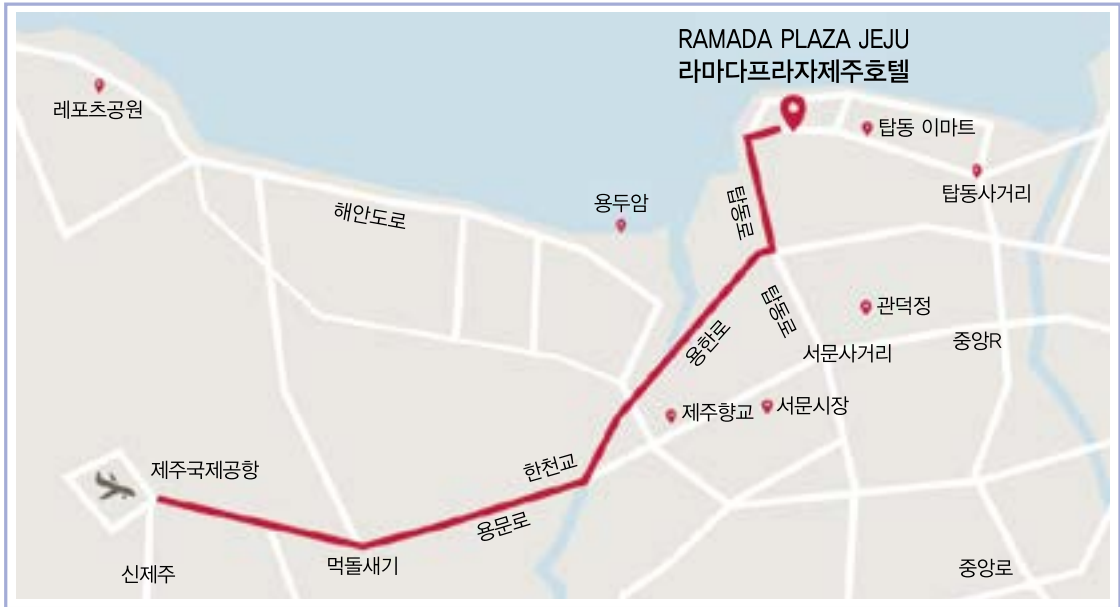 RAMADA PLAZA JEJU
라마다프라자제주호텔
레포츠공원
탑동 이마트
탑동사거리
용두암
해안도로
탑동로
탑동로
관덕정
용한로
중앙R
서문사거리
제주향교
서문시장
한천교
제주국제공항
용문로
먹돌새기
신제주
중앙로